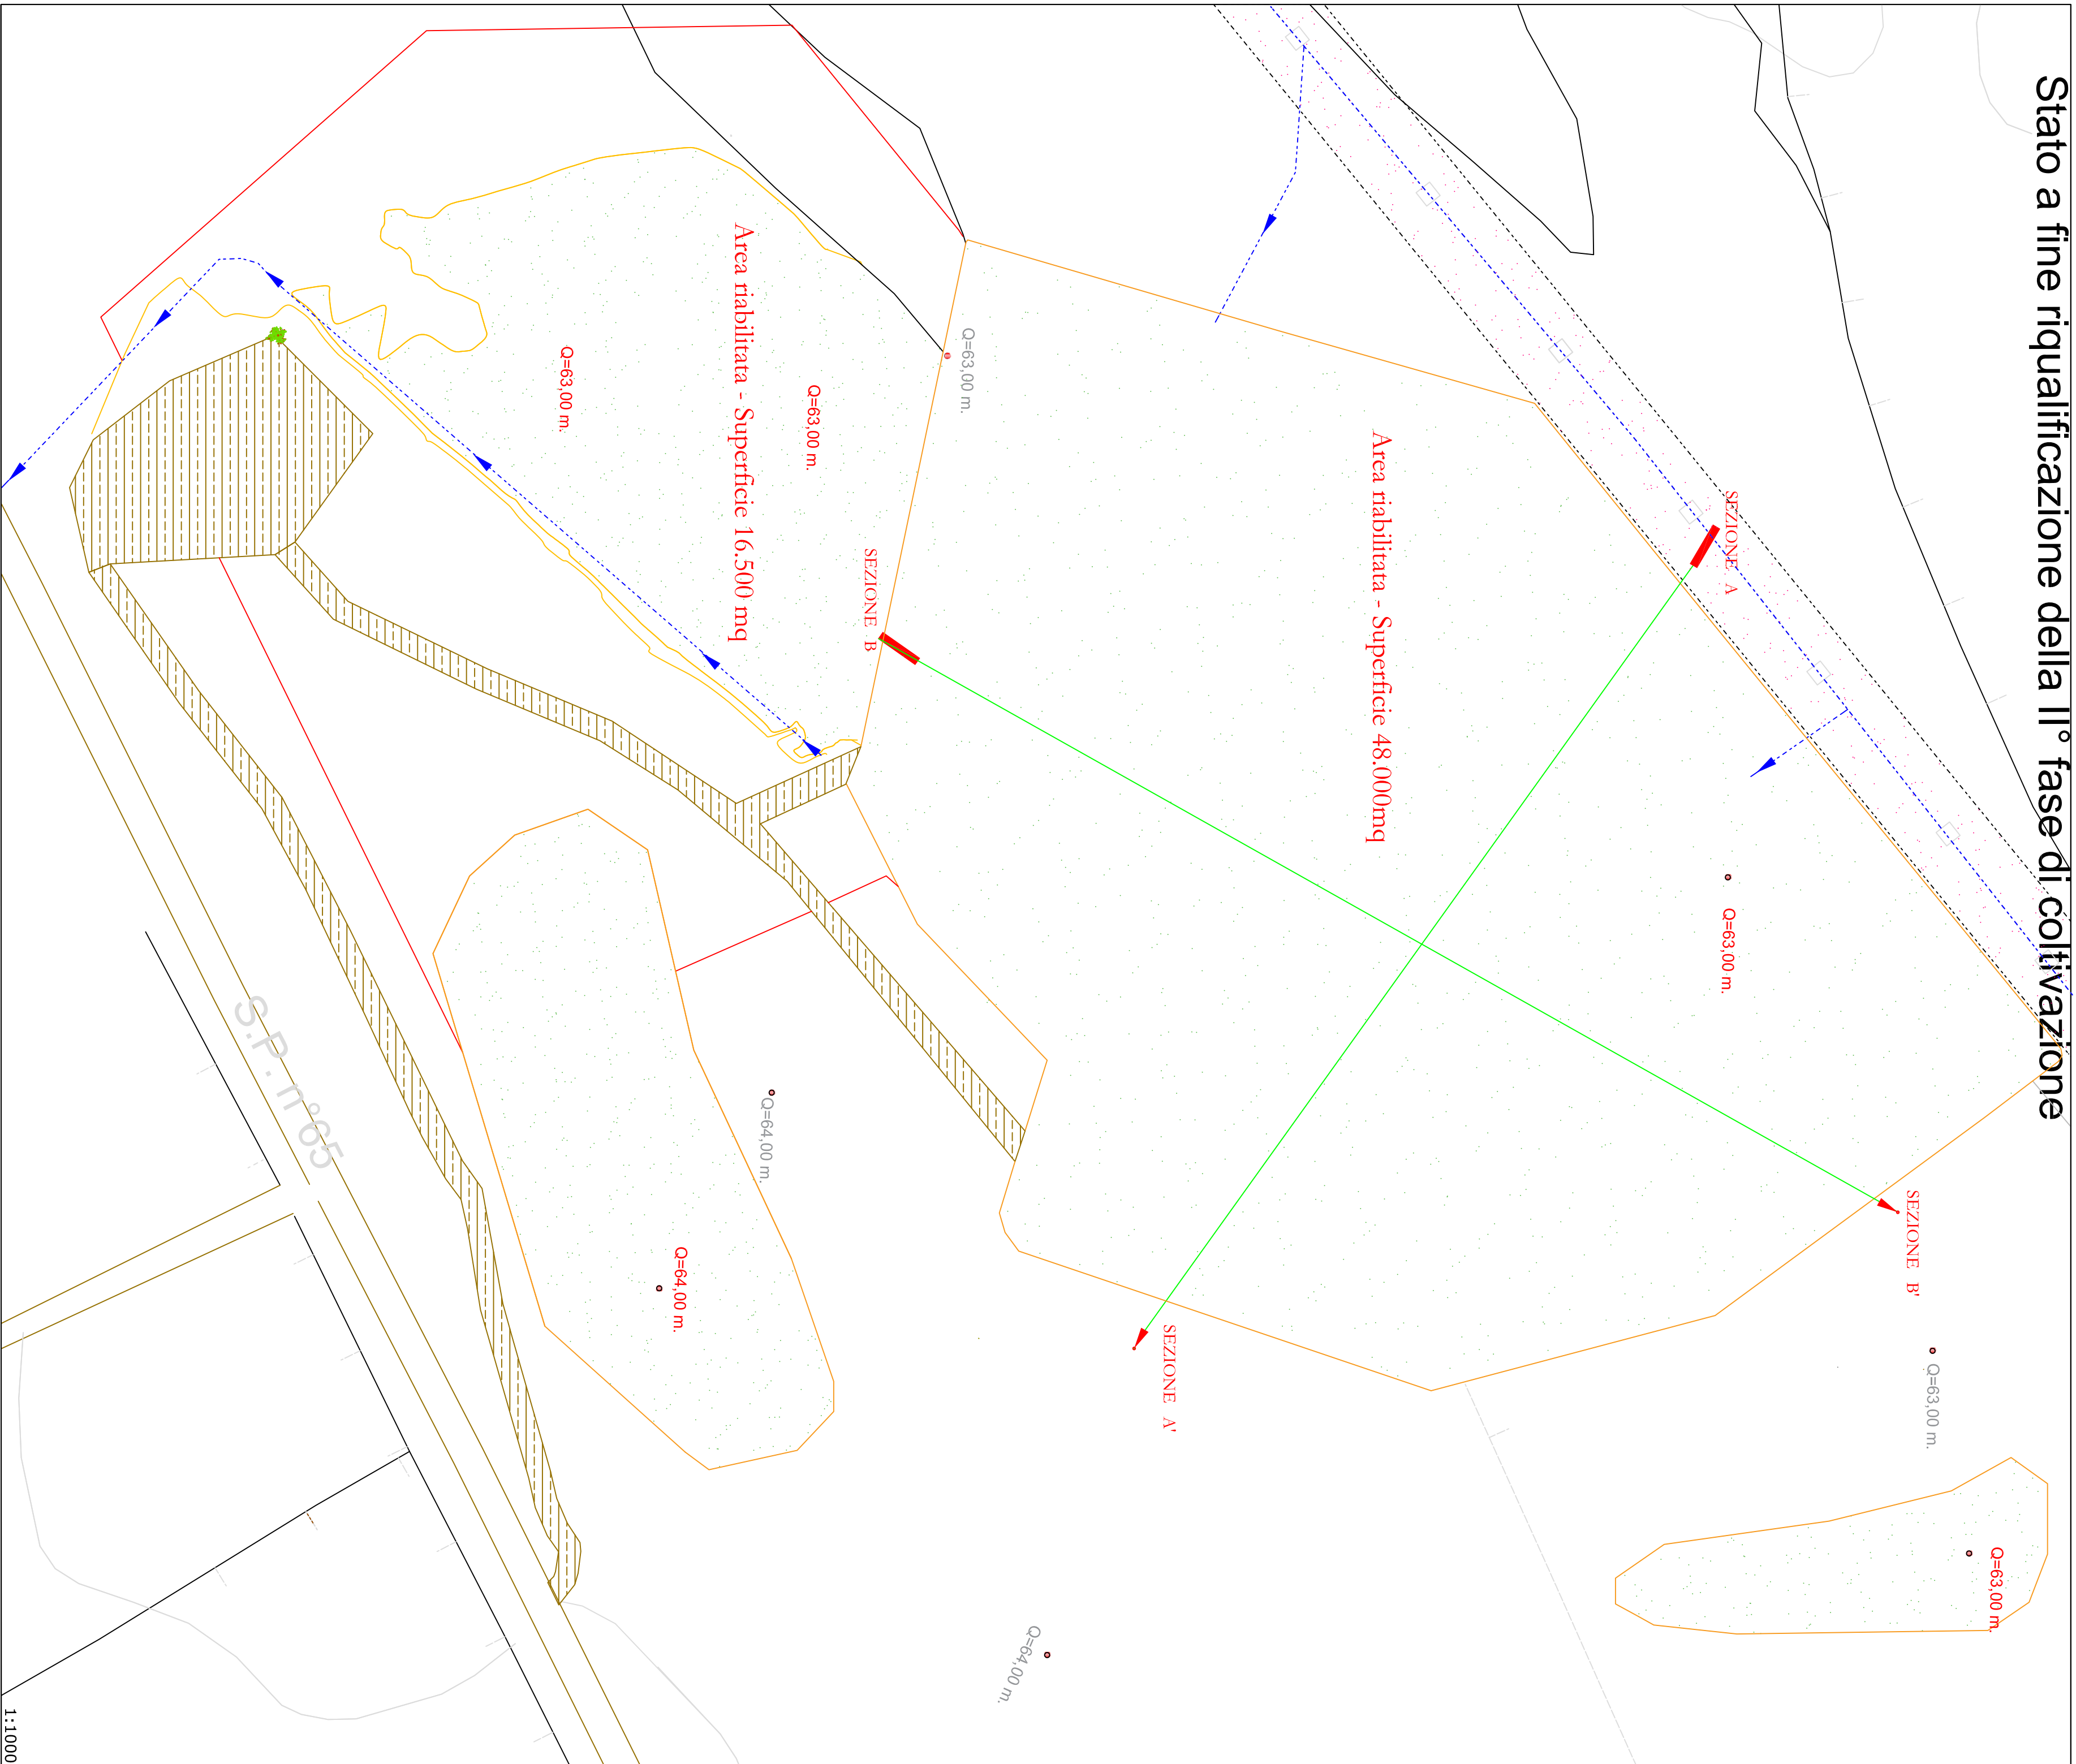 Stato a fine riqualificazione della II° fase di coltivazione
SEZIONE A
Q=63,00 m.
SEZIONE B'
Q=63,00 m.
Q=63,00 m.
Area riabilitata - Superficie 48.000mq
SEZIONE A'
Q=63,00 m.
SEZIONE B
Q=63,00 m.
Area riabilitata - Superficie 16.500 mq
Q=63,00 m.
Q=64,00 m.
Q=64,00 m.
Q=64,00 m.
S.P. n°65
1:1000